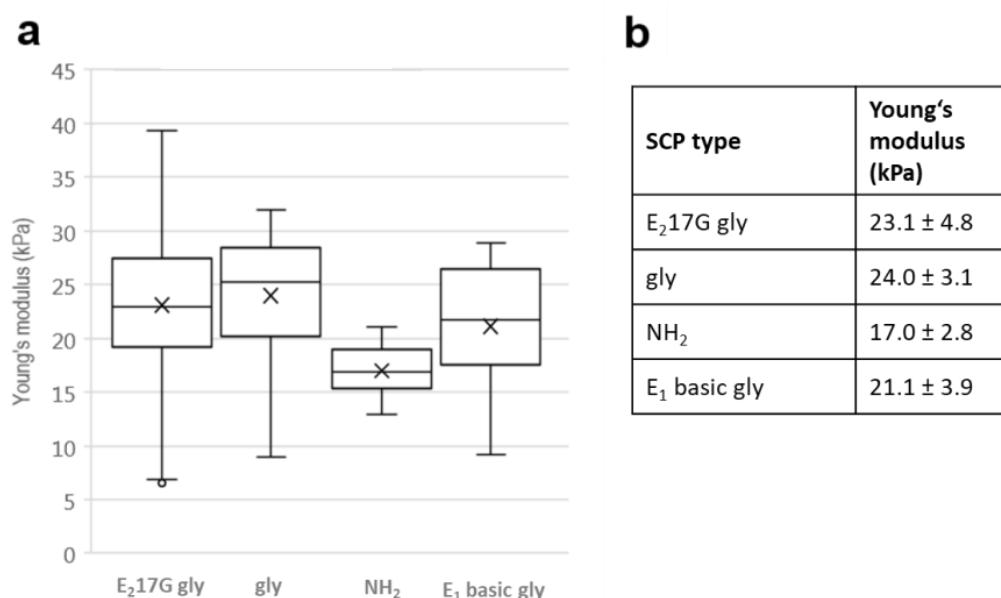 a
Young's modulus (kPa)
45
40
35
30
25
20
15
10
5
0
E₂17G gly gly NH₂ E₁ basic gly
b
SCP type Young‘s modulus (kPa)
E₂17G gly 23.1 ± 4.8
gly 24.0 ± 3.1
NH₂ 17.0 ± 2.8
E₁ basic gly 21.1 ± 3.9